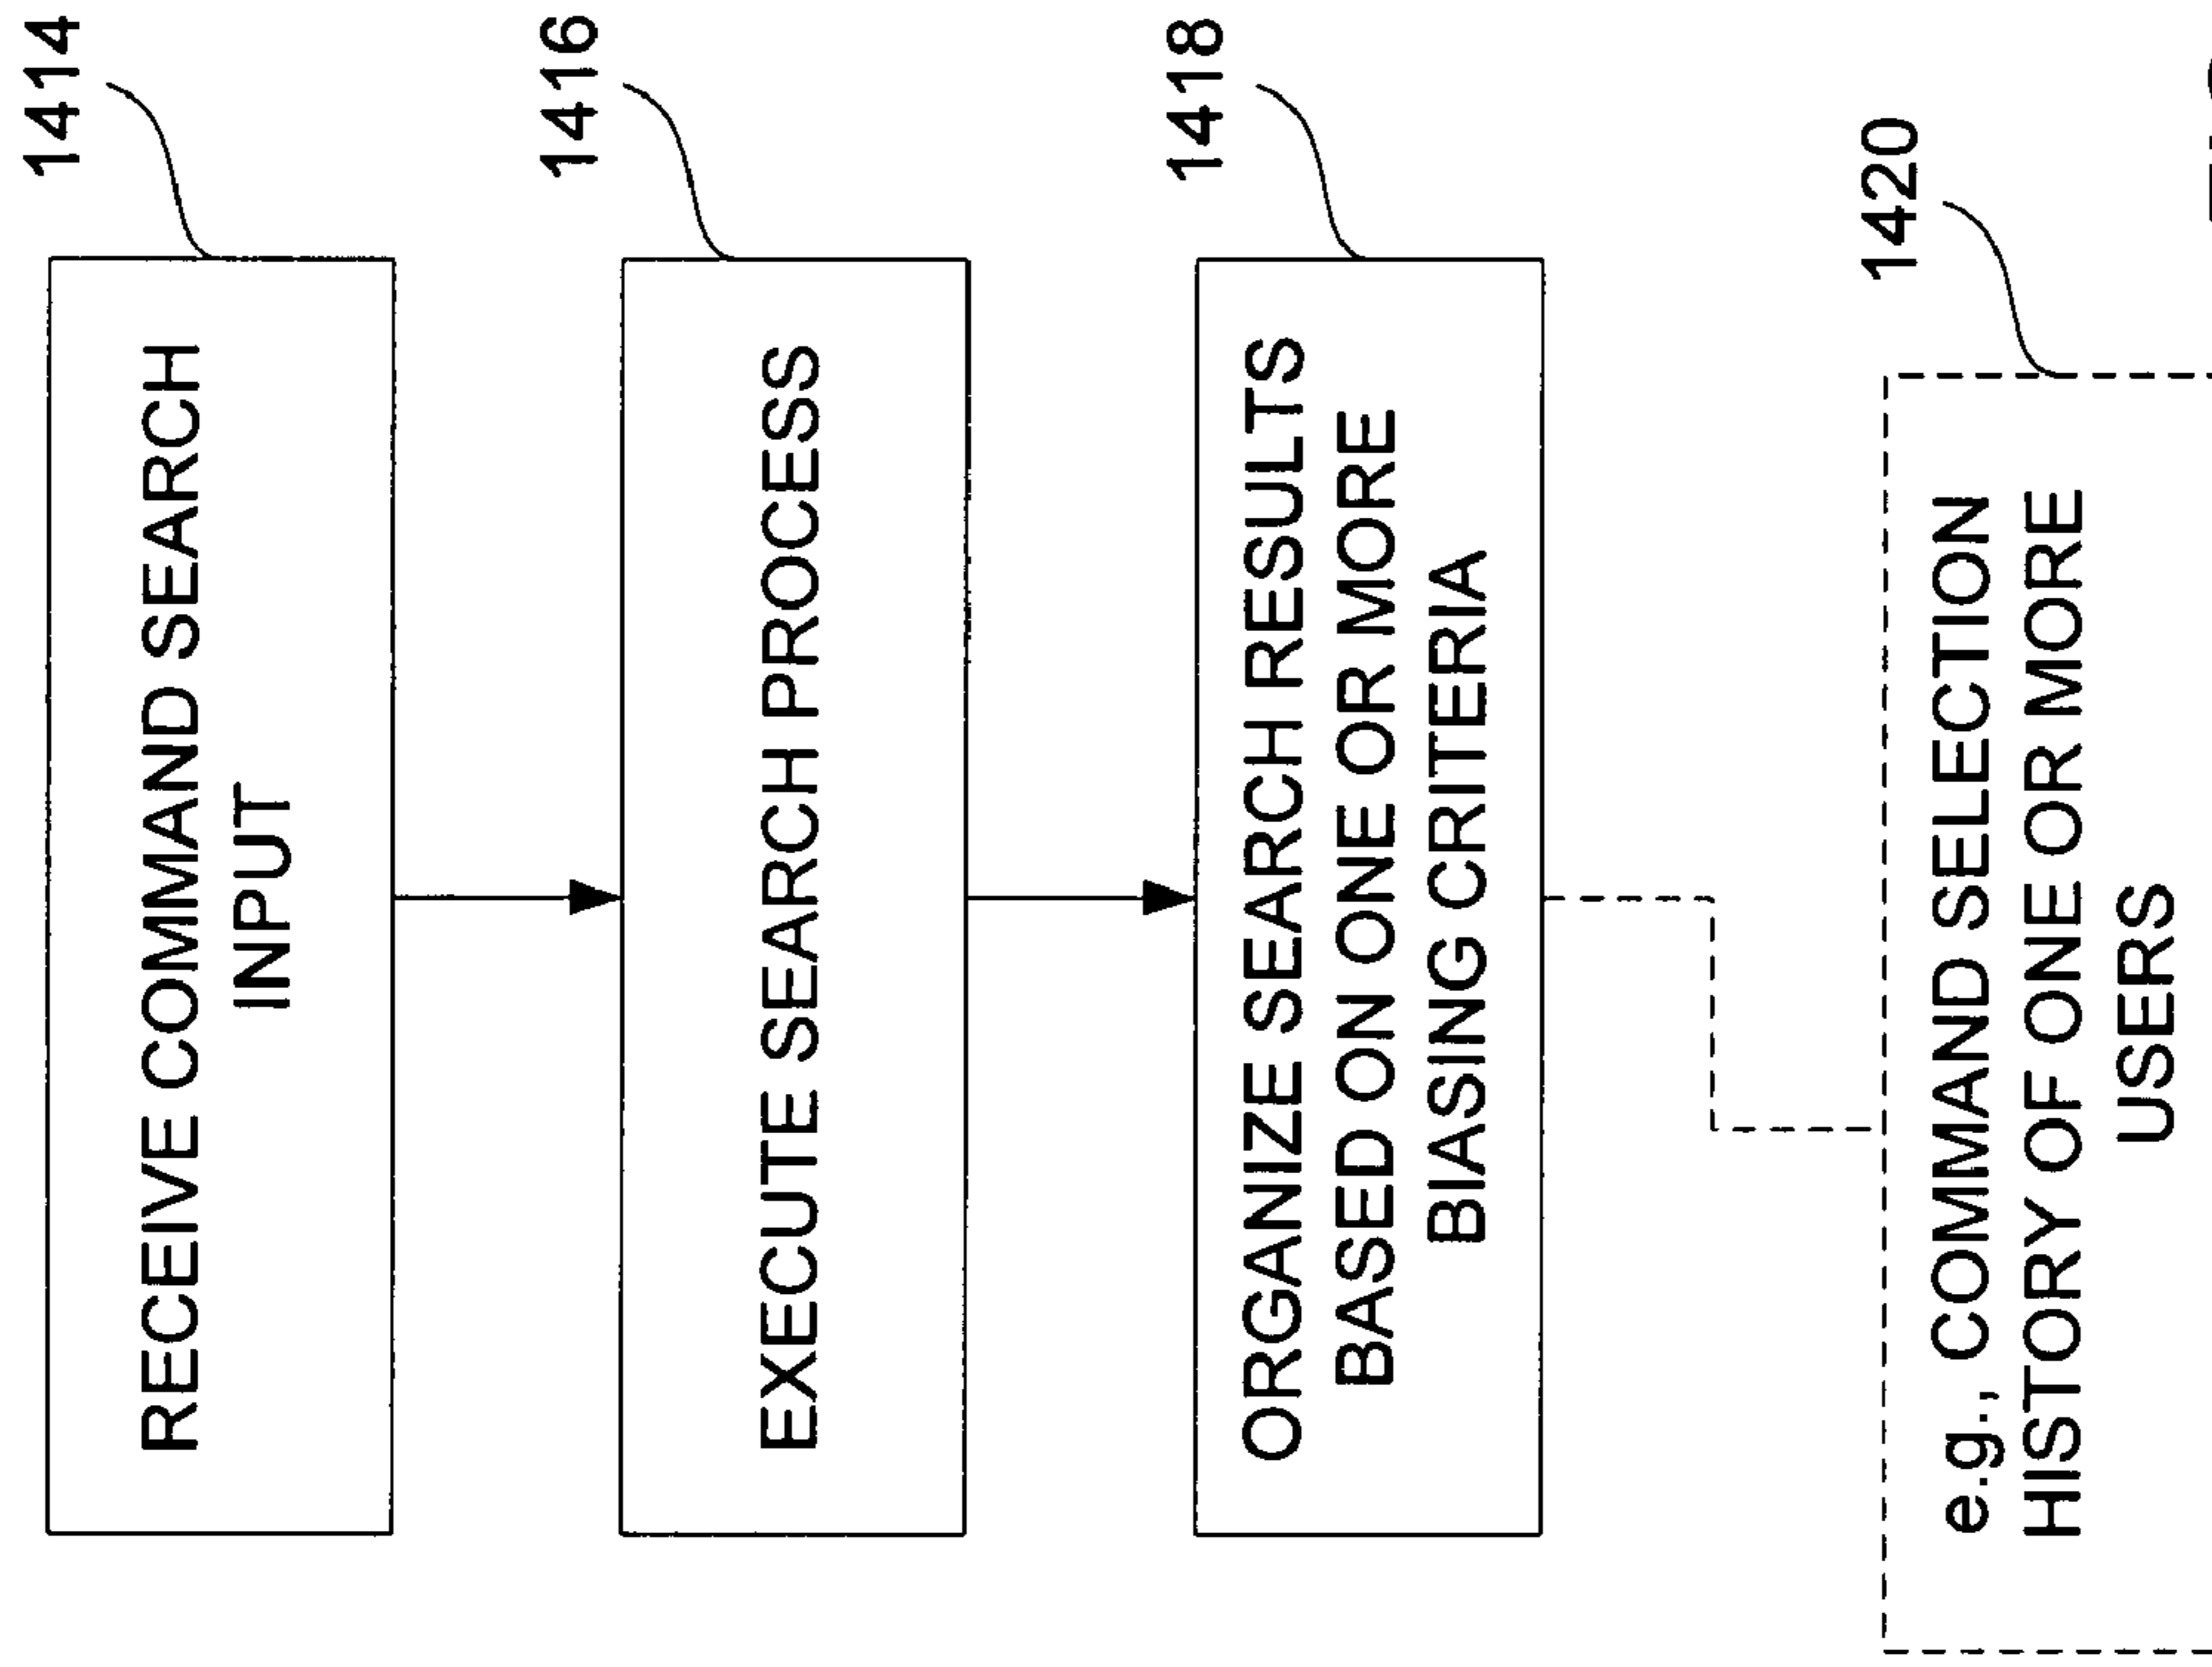 1414
RECEIVE COMMAND SEARCH
INPUT
1416
EXECUTE SEARCH PROCESS
1418
ORGANIZE SEARCH RESULTS
BASED ON ONE OR MORE
BIASING CRITERIA
1420
e.g., COMMAND SELECTION
HISTORY OF ONE OR MORE
USERS